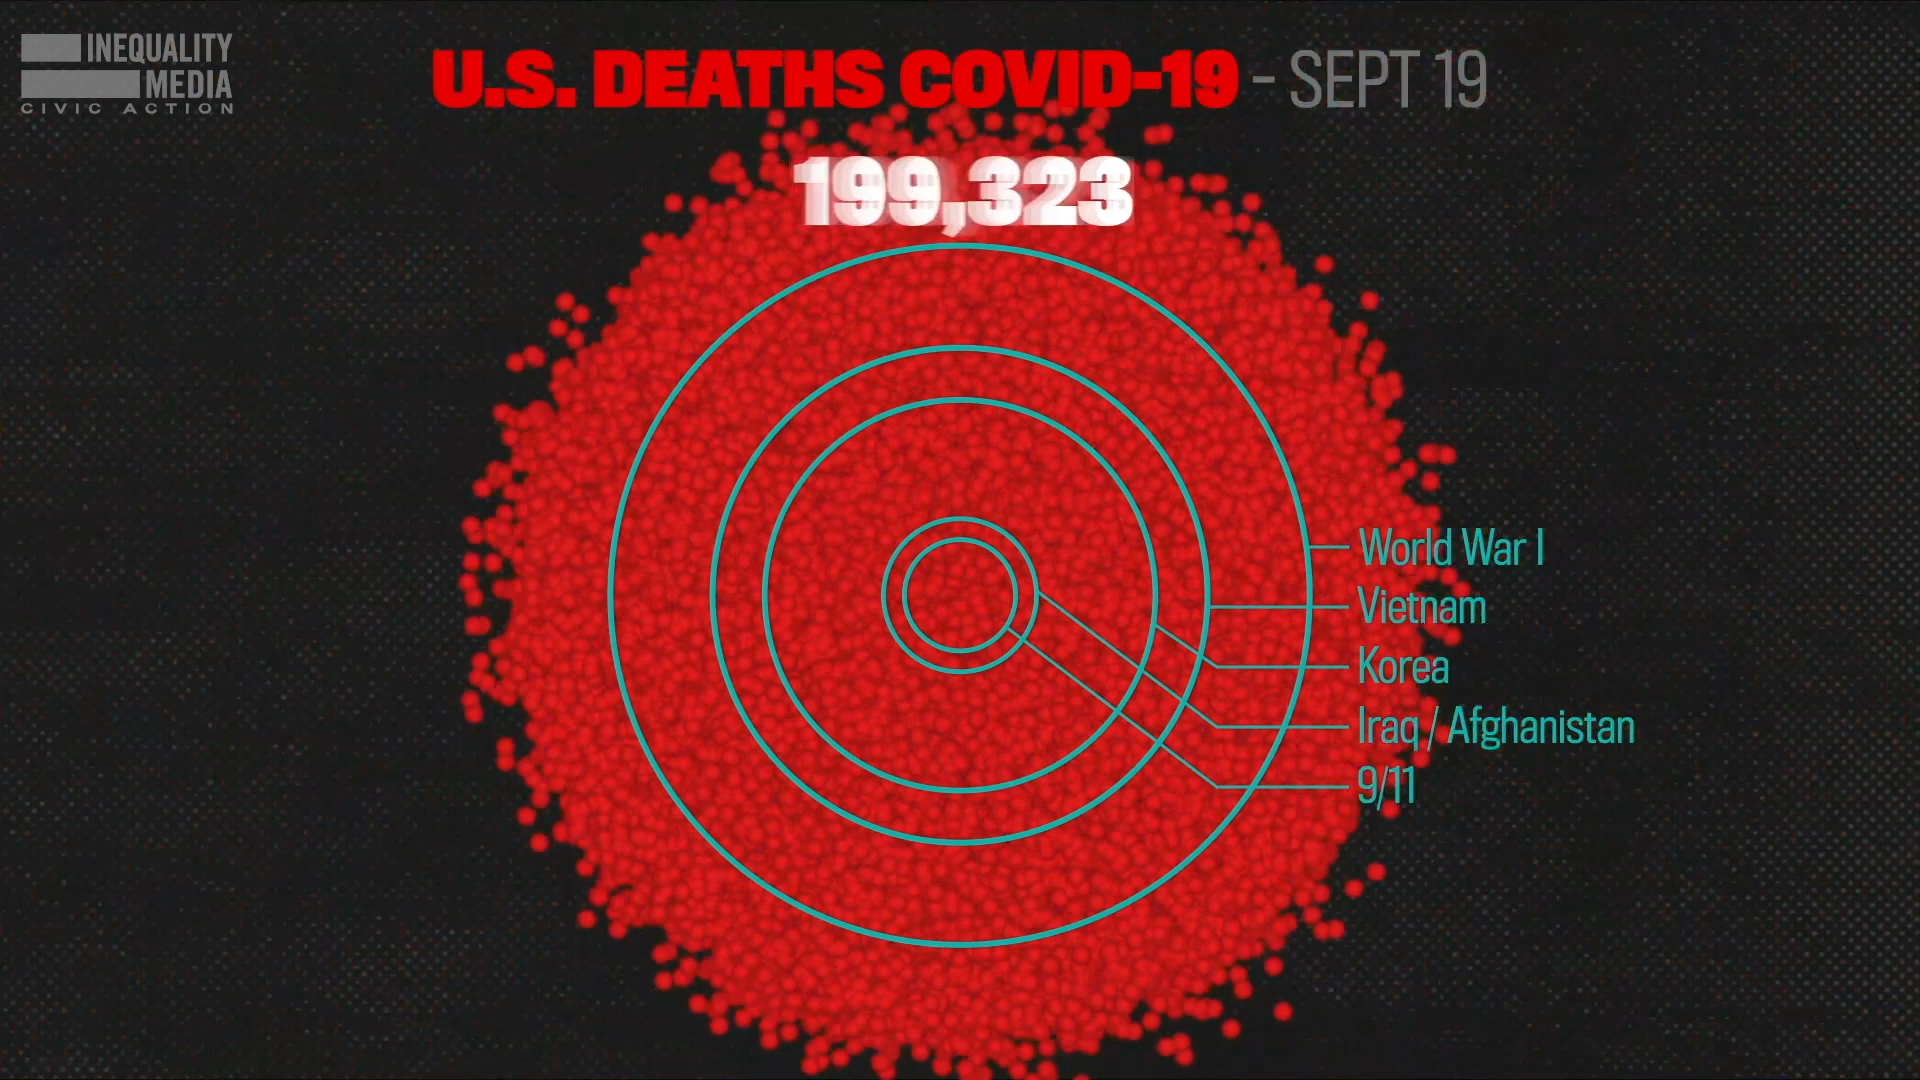 INEQUALITY
MEDIA
CIVIC ACTION
U.S. DEATHS COVID-19 - SEPT 19
199,323
World War I
Vietnam
Korea
Iraq / Afghanistan
9/11